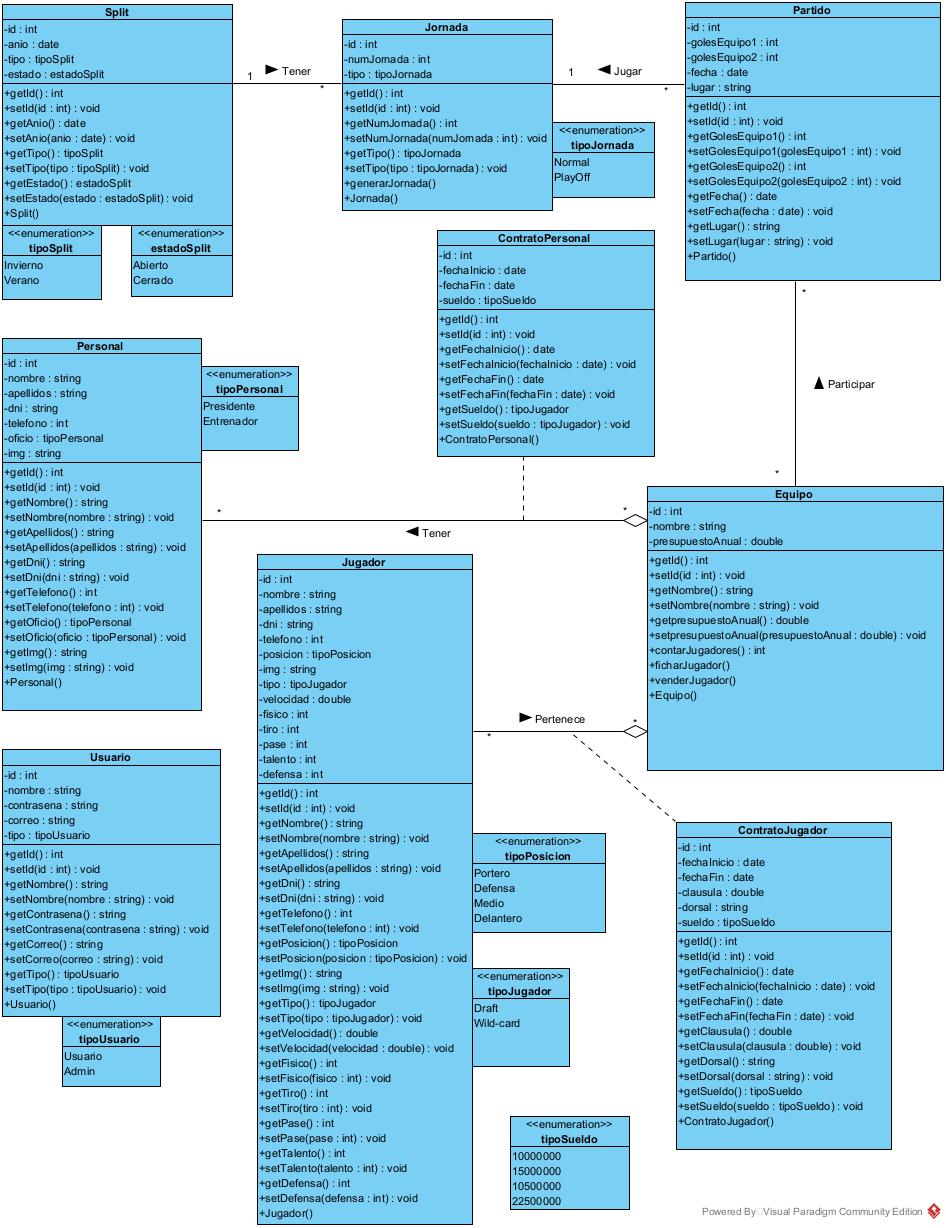 Split
-id : int
-anio : date
-tipo : tipoSplit
-estado : estadoSplit
+getId() : int
+setId(id : int) : void
+getAnio() : date
+setAnio(anio : date) : void
+getTipo() : tipoSplit
+setTipo(tipo : tipoSplit) : void
+getEstado() : estadoSplit
+setEstado(estado : estadoSplit) : void
+Split()
<<enumeration>>
tipoSplit
Invierno
Verano
<<enumeration>>
estadoSplit
Abierto
Cerrado
1
Tener
*
Jornada
-id : int
-numJornada : int
-tipo : tipoJornada
+getId() : int
+setId(id : int) : void
+getNumJornada() : int
+setNumJornada(numJornada : int) : void
+getTipo() : tipoJornada
+setTipo(tipo : tipoJornada) : void
+generarJornada()
+Jornada()
1
Jugar
*
<<enumeration>>
tipoJornada
Normal
PlayOff
Partido
-id : int
-golesEquipo1 : int
-golesEquipo2 : int
-fecha : date
-lugar : string
+getId() : int
+setId(id : int) : void
+getGolesEquipo1() : int
+setGolesEquipo1(golesEquipo1 : int) : void
+getGolesEquipo2() : int
+setGolesEquipo2(golesEquipo2 : int) : void
+getFecha() : date
+setFecha(fecha : date) : void
+getLugar() : string
+setLugar(lugar : string) : void
+Partido()
*
Participar
*
ContratoPersonal
-id : int
-fechaInicio : date
-fechaFin : date
-sueldo : tipoSueldo
+getId() : int
+setId(id : int) : void
+getFechaInicio() : date
+setFechaInicio(fechaInicio : date) : void
+getFechaFin() : date
+setFechaFin(fechaFin : date) : void
+getSueldo() : tipoJugador
+setSueldo(sueldo : tipoJugador) : void
+ContratoPersonal()
Personal
-id : int
-nombre : string
-apellidos : string
-dni : string
-telefono : int
-oficio : tipoPersonal
-img : string
+getId() : int
+setId(id : int) : void
+getNombre() : string
+setNombre(nombre : string) : void
+getApellidos() : string
+setApellidos(apellidos : string) : void
+getDni() : string
+setDni(dni : string) : void
+getTelefono() : int
+setTelefono(telefono : int) : void
+getOficio() : tipoPersonal
+setOficio(oficio : tipoPersonal) : void
+getImg() : string
+setImg(img : string) : void
+Personal()
<<enumeration>>
tipoPersonal
Presidente
Entrenador
*
Tener
*
Equipo
-id : int
-nombre : string
-presupuestoAnual : double
+getId() : int
+setId(id : int) : void
+getNombre() : string
+setNombre(nombre : string) : void
+getpresupuestoAnual() : double
+setpresupuestoAnual(presupuestoAnual : double) : void
+contarJugadores() : int
+ficharJugador()
+venderJugador()
+Equipo()
Jugador
-id : int
-nombre : string
-apellidos : string
-dni : string
-telefono : int
-posicion : tipoPosicion
-img : string
-tipo : tipoJugador
-velocidad : double
-fisico : int
-tiro : int
-pase : int
-talento : int
-defensa : int
+getId() : int
+setId(id : int) : void
+getNombre() : string
+setNombre(nombre : string) : void
+getApellidos() : string
+setApellidos(apellidos : string) : void
+getDni() : string
+setDni(dni : string) : void
+getTelefono() : int
+setTelefono(telefono : int) : void
+getPosicion() : tipoPosicion
+setPosicion(posicion : tipoPosicion) : void
+getImg() : string
+setImg(img : string) : void
+getTipo() : tipoJugador
+setTipo(tipo : tipoJugador) : void
+getVelocidad() : double
+setVelocidad(velocidad : double) : void
+getFisico() : int
+setFisico(fisico : int) : void
+getTiro() : int
+setTiro(tiro : int) : void
+getPase() : int
+setPase(pase : int) : void
+getTalento() : int
+setTalento(talento : int) : void
+getDefensa() : int
+setDefensa(defensa : int) : void
+Jugador()
*
Pertenece
*
Usuario
-id : int
-nombre : string
-contrasena : string
-correo : string
-tipo : tipoUsuario
+getId() : int
+setId(id : int) : void
+getNombre() : string
+setNombre(nombre : string) : void
+getContrasena() : string
+setContrasena(contrasena : string) : void
+getCorreo() : string
+setCorreo(correo : string) : void
+getTipo() : tipoUsuario
+setTipo(tipo : tipoUsuario) : void
+Usuario()
<<enumeration>>
tipoUsuario
Usuario
Admin
<<enumeration>>
tipoPosicion
Portero
Defensa
Medio
Delantero
<<enumeration>>
tipoJugador
Draft
Wild-card
<<enumeration>>
tipoSueldo
10000000
15000000
10500000
22500000
ContratoJugador
-id : int
-fechaInicio : date
-fechaFin : date
-clausula : double
-dorsal : string
-sueldo : tipoSueldo
+getId() : int
+setId(id : int) : void
+getFechaInicio() : date
+setFechaInicio(fechaInicio : date) : void
+getFechaFin() : date
+setFechaFin(fechaFin : date) : void
+getClausula() : double
+setClausula(clausula : double) : void
+getDorsal() : string
+setDorsal(dorsal : string) : void
+getSueldo() : tipoSueldo
+setSueldo(sueldo : tipoSueldo) : void
+ContratoJugador()
Powered By Visual Paradigm Community Edition